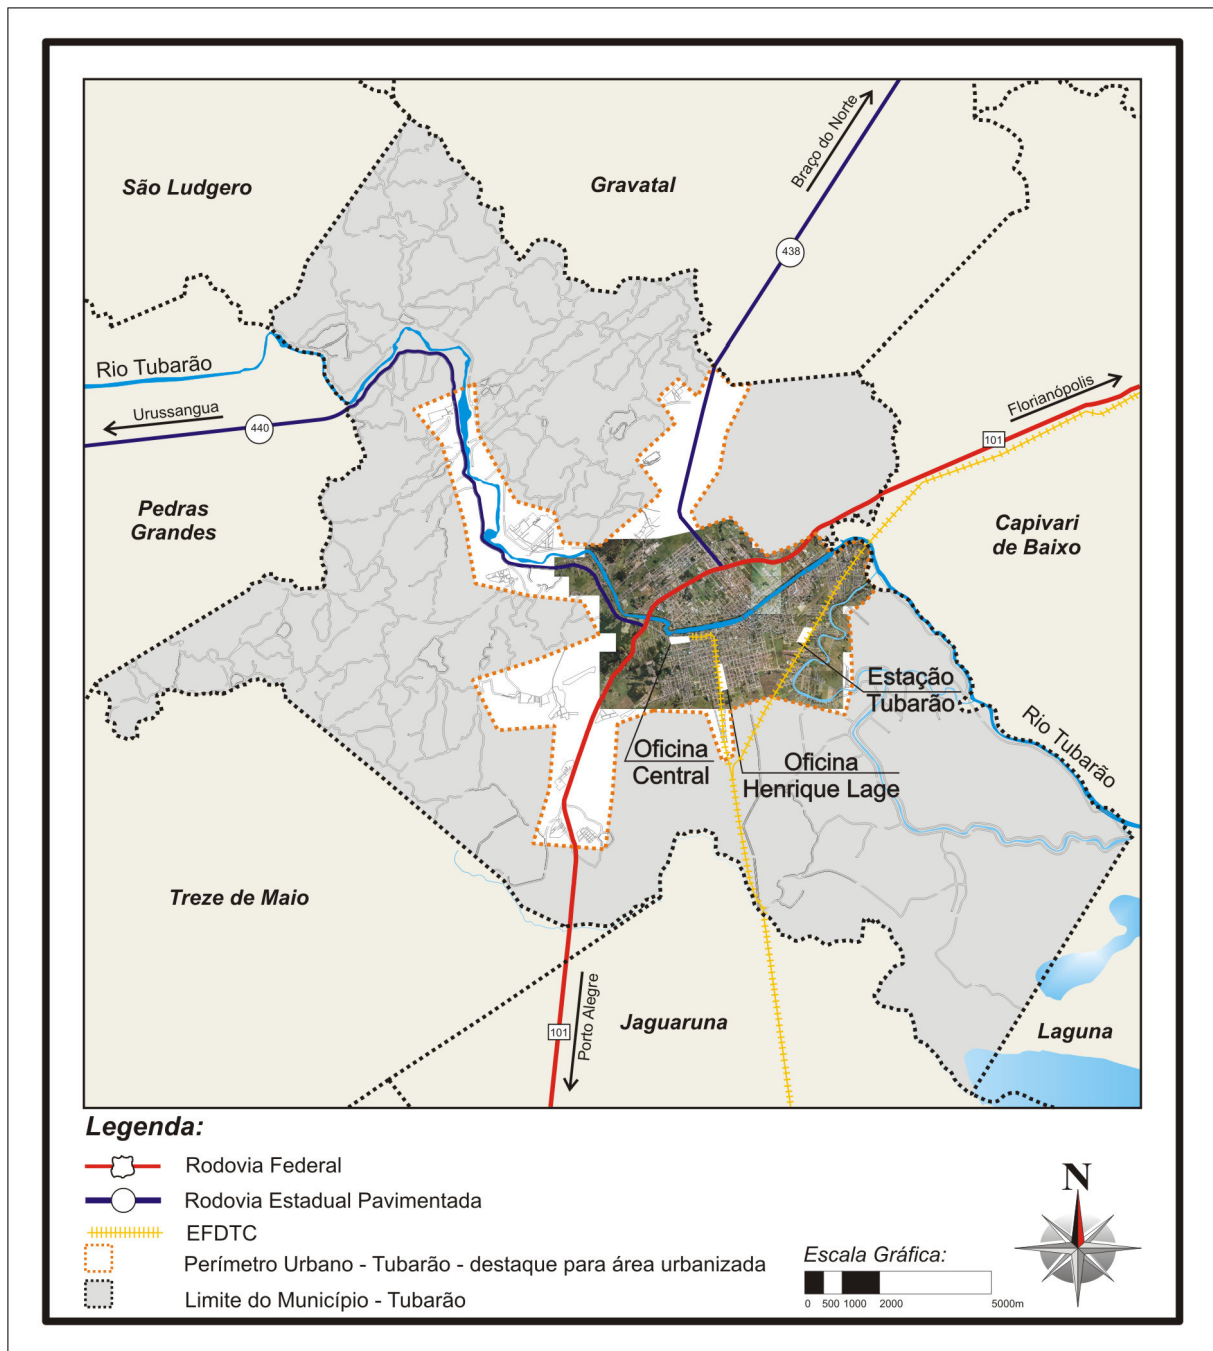 São Ludgero
Gravatal
Braço do Norte
438
Rio Tubarão
Urussangua
440
Florianópolis
101
Pedras
Grandes
Capivari
de Baixo
Estação
Tubarão
Oficina
Central
Oficina
Henrique Lage
Rio Tubarão
Treze de Maio
Porto Alegre
101
Jaguaruna
Laguna
Legenda:
Rodovia Federal
Rodovia Estadual Pavimentada
EFDTC
Perímetro Urbano - Tubarão - destaque para área urbanizada
Limite do Município - Tubarão
Escala Gráfica:
0 500 1000 2000 5000m
N